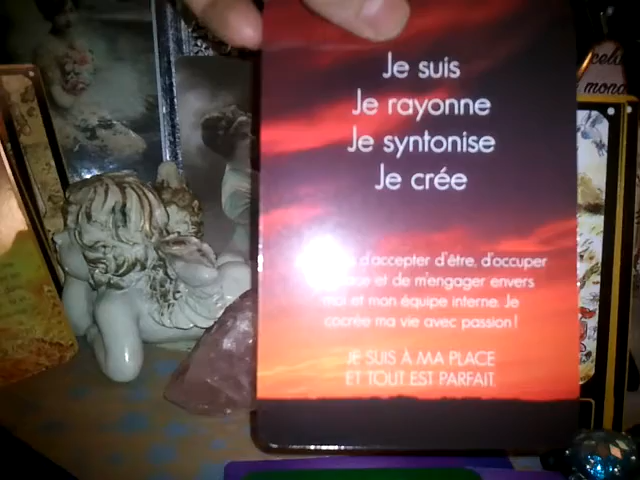 Je suis
Je rayonne
Je syntonise
Je crée
d'accepter d'être, d'occuper
et de m'engager envers
moi et mon équipe interne. Je
cocrée ma vie avec passion !
JE SUIS À MA PLACE
ET TOUT EST PARFAIT.